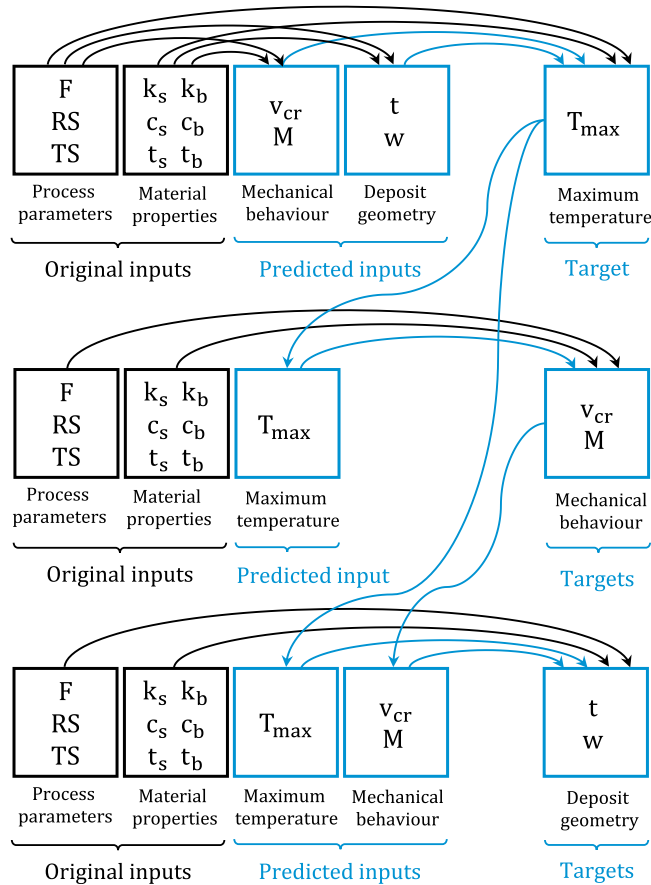 F k_s k_b v_cr t T_max
RS c_s c_b M w
TS t_s t_b
Process parameters Material properties Mechanical behaviour Deposit geometry Maximum temperature
Original inputs Predicted inputs Target
F k_s k_b T_max v_cr
RS c_s c_b M
TS t_s t_b
Process parameters Material properties Maximum temperature Mechanical behaviour
Original inputs Predicted input Targets
F k_s k_b T_max v_cr t
RS c_s c_b M w
TS t_s t_b
Process parameters Material properties Maximum temperature Mechanical behaviour Deposit geometry
Original inputs Predicted inputs Targets